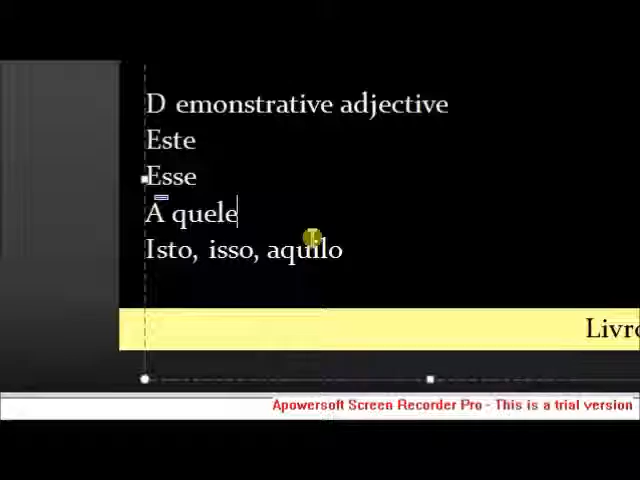 D emonstrative adjective
Este
Esse
A quele
Isto, isso, aquilo
Livro
Apowersoft Screen Recorder Pro - This is a trial version